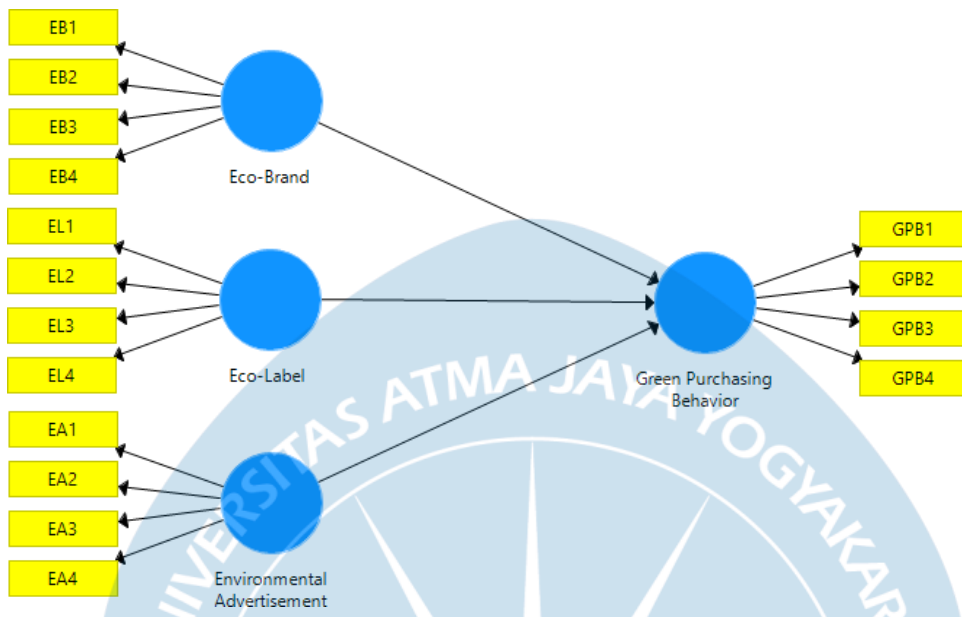 EB1
EB2
EB3
EB4
Eco-Brand
EL1
EL2
EL3
EL4
Eco-Label
EA1
EA2
EA3
EA4
Environmental
Advertisement
GPB1
GPB2
GPB3
GPB4
Green Purchasing
Behavior
NIVERSITAS ATMA JAYA YOGYAKAR